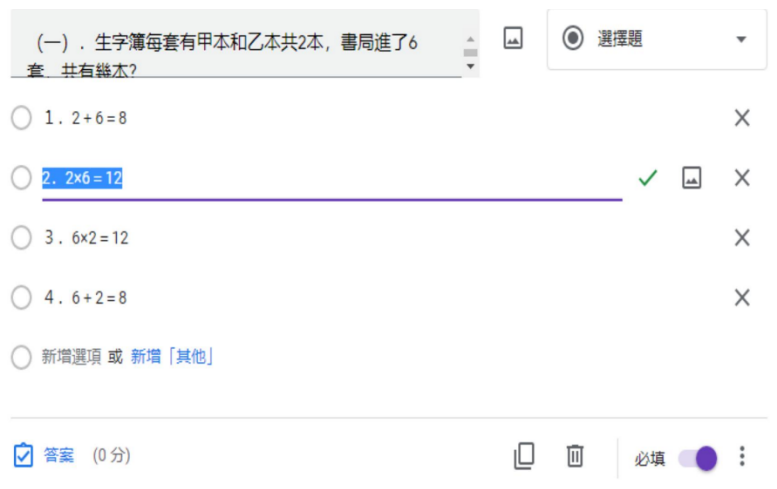 (一)．生字簿每套有甲本和乙本共2本，書局進了6
套，共有幾本?
選擇題
1. 2+6=8
2. 2×6=12
3. 6×2=12
4. 6+2=8
新增選項 或 新增「其他」
答案 (0 分)
必填